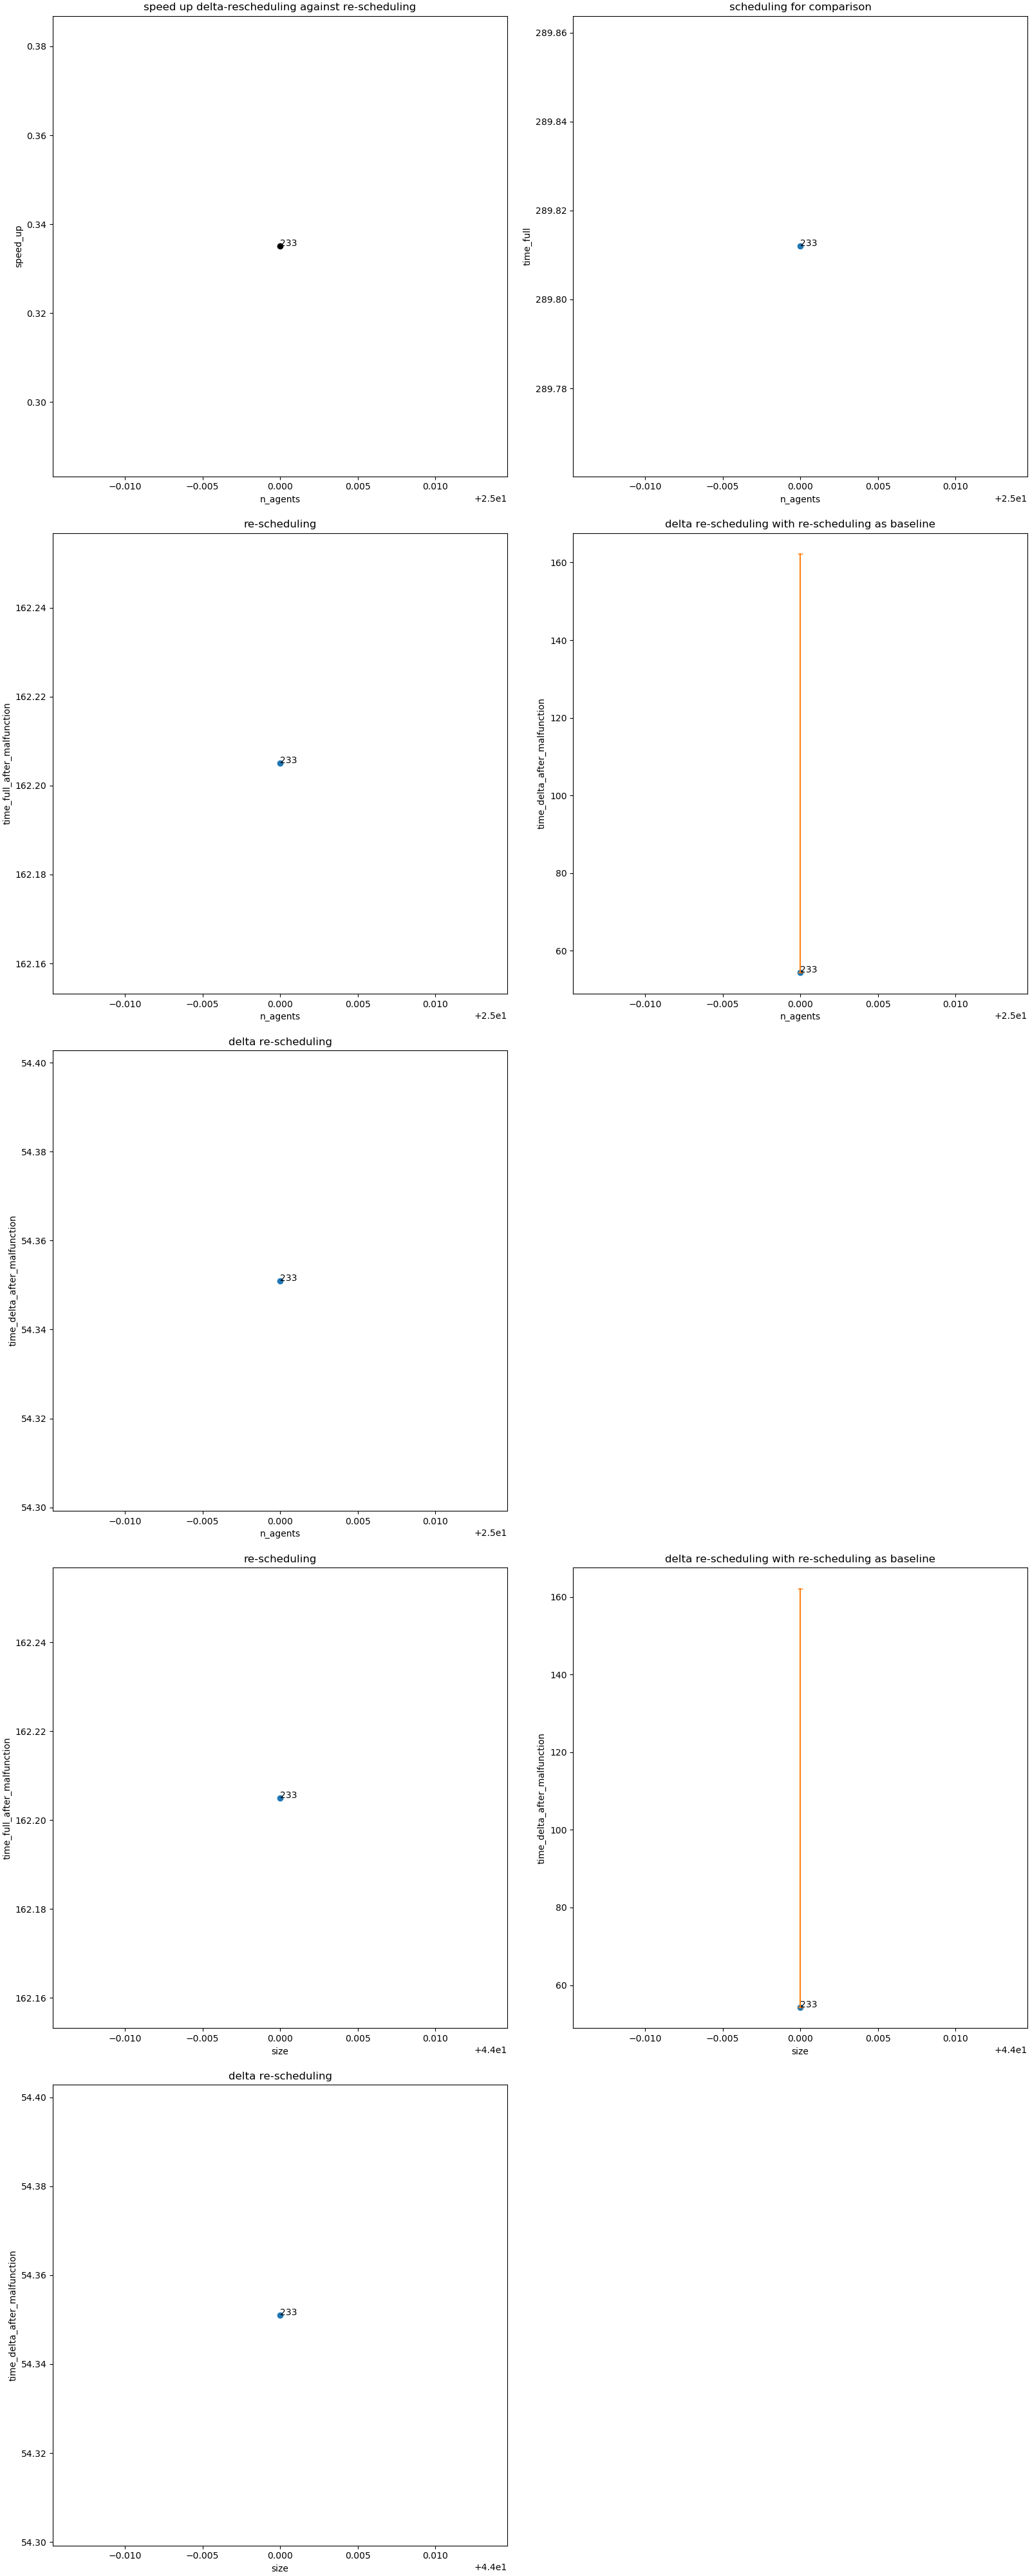 speed up delta-rescheduling against re-scheduling
0.38
0.36
0.34
0.32
0.30
speed_up
233
−0.010 −0.005 0.000 0.005 0.010
n_agents
+2.5e1
scheduling for comparison
289.86
289.84
289.82
289.80
289.78
time_full
233
−0.010 −0.005 0.000 0.005 0.010
n_agents
+2.5e1
re-scheduling
162.24
162.22
162.20
162.18
162.16
time_full_after_malfunction
233
−0.010 −0.005 0.000 0.005 0.010
n_agents
+2.5e1
delta re-scheduling with re-scheduling as baseline
160
140
120
100
80
60
time_delta_after_malfunction
233
−0.010 −0.005 0.000 0.005 0.010
n_agents
+2.5e1
delta re-scheduling
54.40
54.38
54.36
54.34
54.32
54.30
time_delta_after_malfunction
233
−0.010 −0.005 0.000 0.005 0.010
n_agents
+2.5e1
re-scheduling
162.24
162.22
162.20
162.18
162.16
time_full_after_malfunction
233
−0.010 −0.005 0.000 0.005 0.010
size
+4.4e1
delta re-scheduling with re-scheduling as baseline
160
140
120
100
80
60
time_delta_after_malfunction
233
−0.010 −0.005 0.000 0.005 0.010
size
+4.4e1
delta re-scheduling
54.40
54.38
54.36
54.34
54.32
54.30
time_delta_after_malfunction
233
−0.010 −0.005 0.000 0.005 0.010
size
+4.4e1